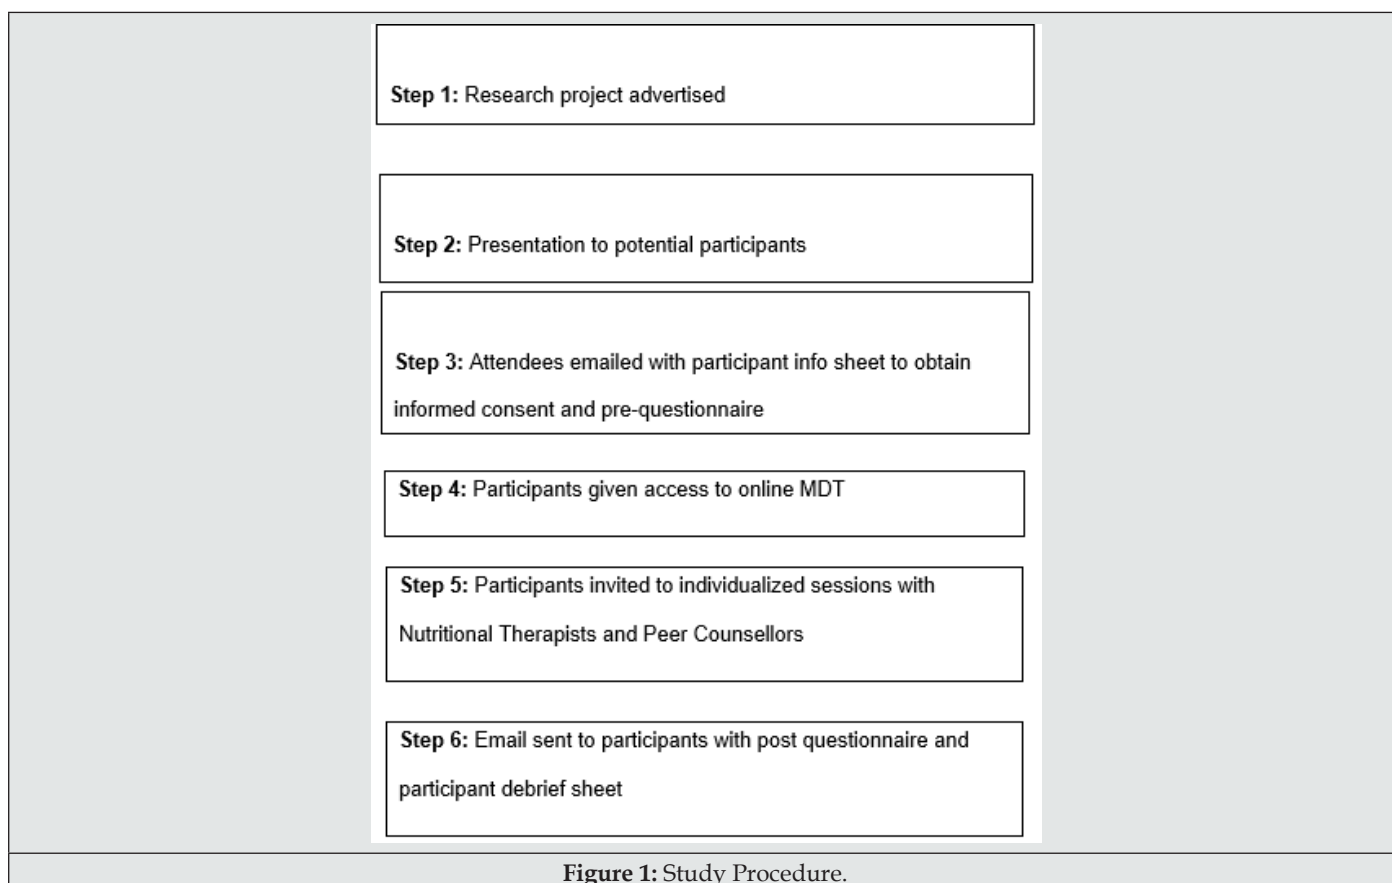 Step 1: Research project advertised
Step 2: Presentation to potential participants
Step 3: Attendees emailed with participant info sheet to obtain
informed consent and pre-questionnaire
Step 4: Participants given access to online MDT
Step 5: Participants invited to individualized sessions with
Nutritional Therapists and Peer Counsellors
Step 6: Email sent to participants with post questionnaire and
participant debrief sheet
Figure 1: Study Procedure.